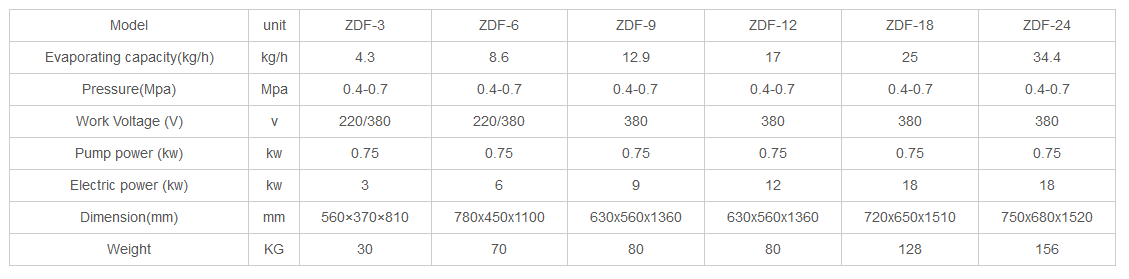 Model unit ZDF-3 ZDF-6 ZDF-9 ZDF-12 ZDF-18 ZDF-24
Evaporating capacity(kg/h) kg/h 4.3 8.6 12.9 17 25 34.4
Pressure(Mpa) Mpa 0.4-0.7 0.4-0.7 0.4-0.7 0.4-0.7 0.4-0.7 0.4-0.7
Work Voltage (V) v 220/380 220/380 380 380 380 380
Pump power (kw) kw 0.75 0.75 0.75 0.75 0.75 0.75
Electric power (kw) kw 3 6 9 12 18 18
Dimension(mm) mm 560×370×810 780x450x1100 630x560x1360 630x560x1360 720x650x1510 750x680x1520
Weight KG 30 70 80 80 128 156